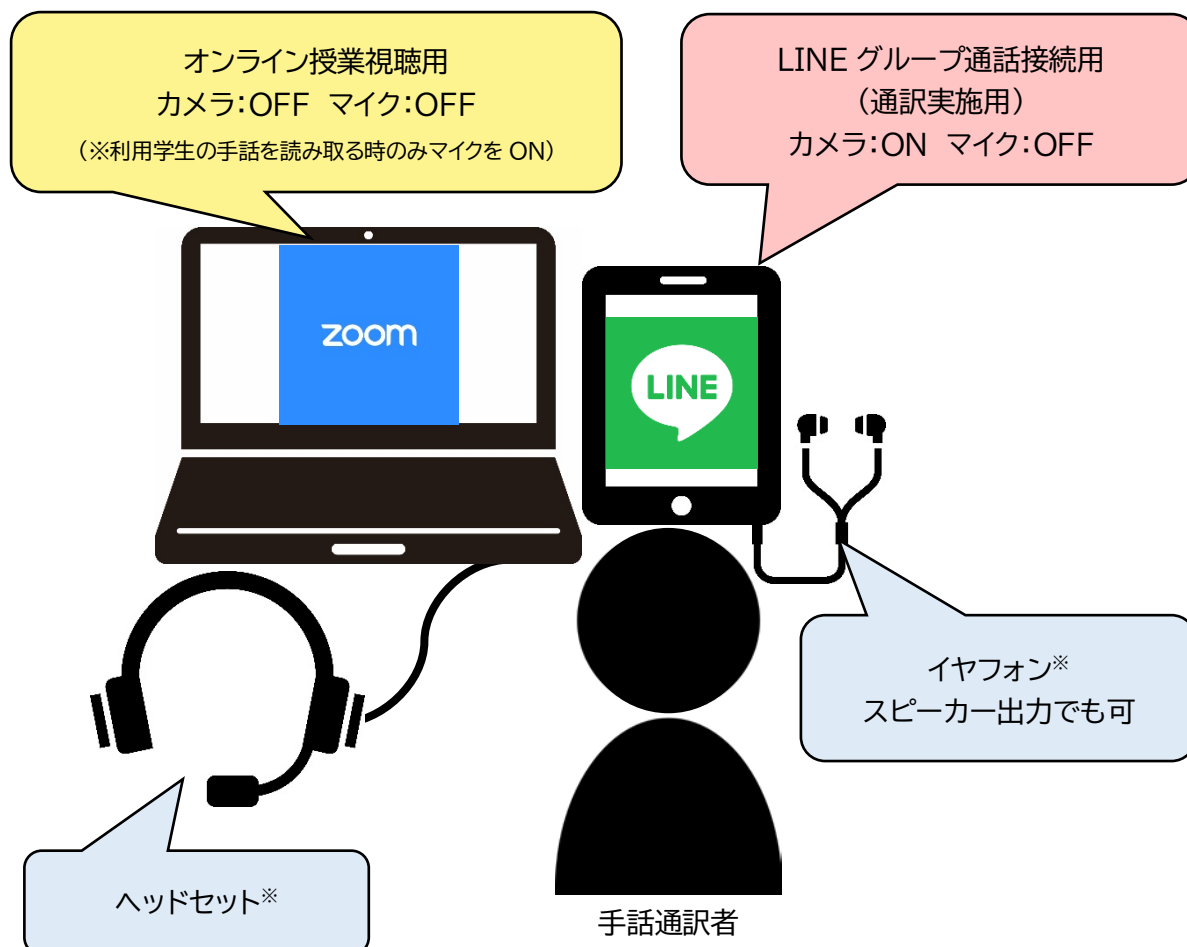 オンライン授業視聴用
カメラ：OFF　マイク：OFF
（※利用学生の手話を読み取る時のみマイクを ON）
LINE グループ通話接続用
（通訳実施用）
カメラ：ON　マイク：OFF
zoom
LINE
イヤフォン※
スピーカー出力でも可
ヘッドセット※
手話通訳者